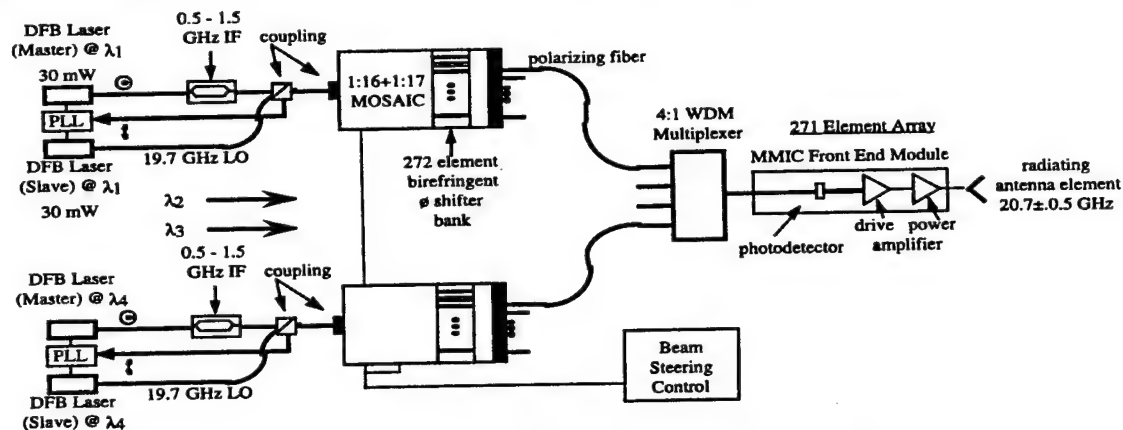 DFB Laser
(Master) @ λ1
30 mW
PLL
DFB Laser
(Slave) @ λ1
30 mW
0.5 - 1.5
GHz IF
coupling
19.7 GHz LO
1:16+1:17
MOSAIC
272 element
birefringent
ø shifter
bank
polarizing fiber
4:1 WDM
Multiplexer
271 Element Array
MMIC Front End Module
photodetector
drive
power
amplifier
radiating
antenna element
20.7±.0.5 GHz
λ2
λ3
0.5 - 1.5
GHz IF
coupling
DFB Laser
(Master) @ λ4
PLL
19.7 GHz LO
DFB Laser
(Slave) @ λ4
Beam
Steering
Control